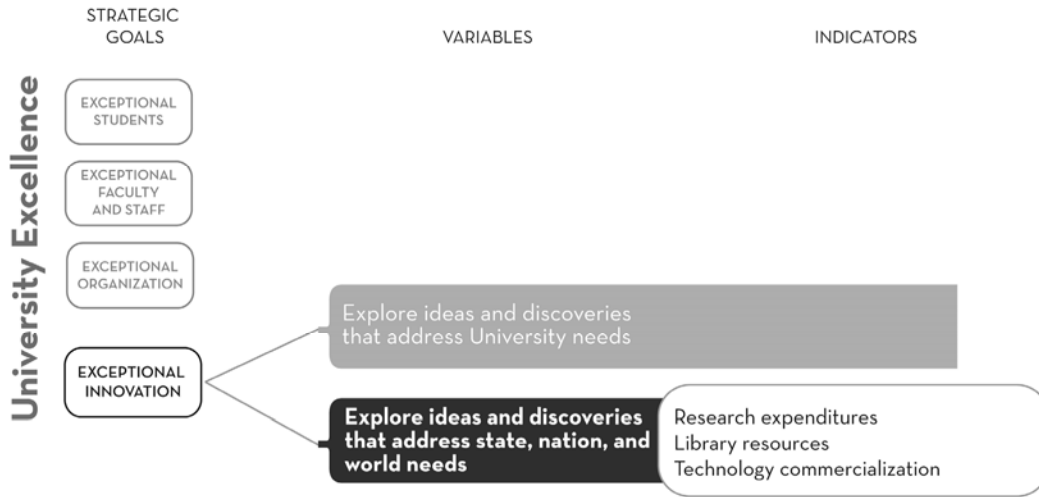 STRATEGIC
GOALS
VARIABLES
INDICATORS
University Excellence
EXCEPTIONAL
STUDENTS
EXCEPTIONAL
FACULTY
AND STAFF
EXCEPTIONAL
ORGANIZATION
EXCEPTIONAL
INNOVATION
Explore ideas and discoveries
that address University needs
Explore ideas and discoveries
that address state, nation, and
world needs
Research expenditures
Library resources
Technology commercialization